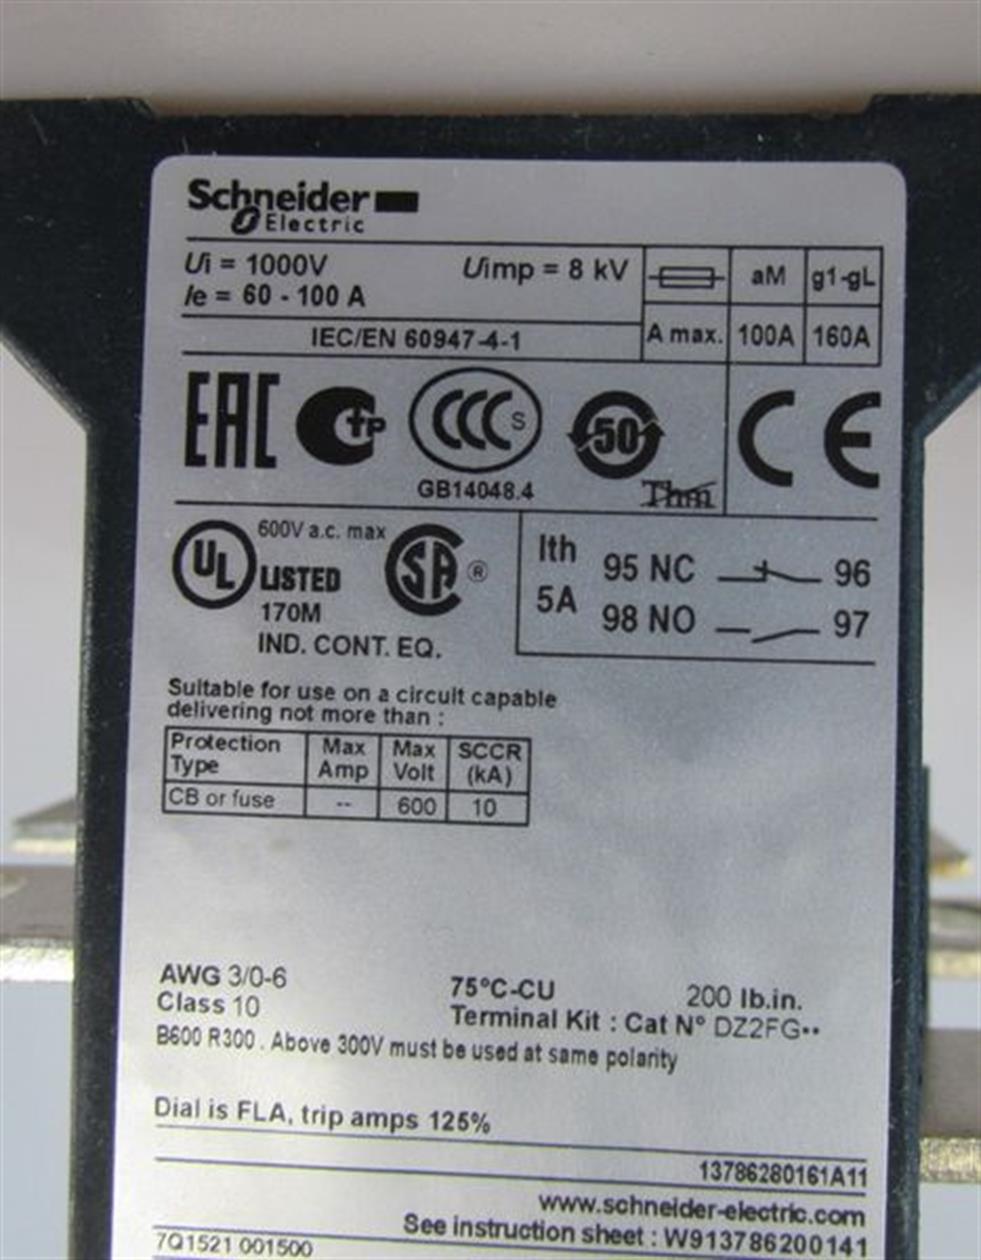 Schneider
Electric
Ui = 1000V
Uimp = 8 kV
Ie = 60 - 100 A
aM
g1-gL
IEC/EN 60947-4-1
A max.
100A
160A
EAC
CCC S
50
CE
GB14048.4
Thm
UL
600V a.c. max
LISTED
170M
IND. CONT. EQ.
SA ®
Ith
5A
95 NC
96
98 NO
97
Suitable for use on a circuit capable
delivering not more than :
Protection Type
Max Amp
Max Volt
SCCR (kA)
CB or fuse
--
600
10
AWG 3/0-6
75°C-CU
200 lb.in.
Class 10
Terminal Kit : Cat N° DZ2FG••
B600 R300 . Above 300V must be used at same polarity
Dial is FLA, trip amps 125%
13786280161A11
www.schneider-electric.com
See instruction sheet : W913786200141
7Q1521 001500